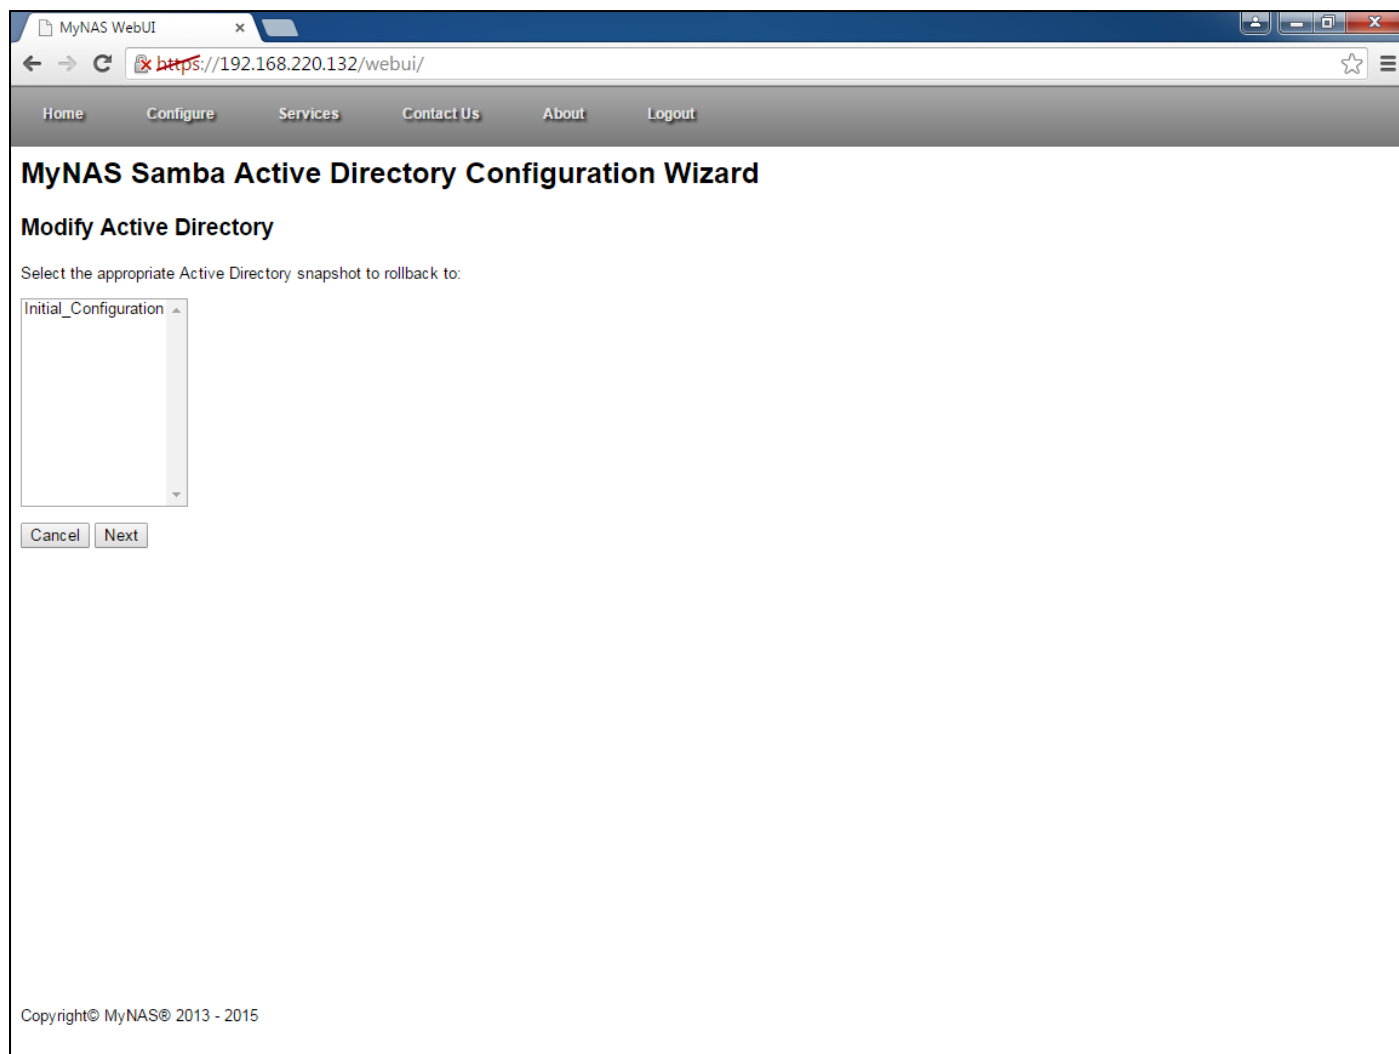 MyNAS WebUI
https://192.168.220.132/webui/
Home Configure Services Contact Us About Logout
MyNAS Samba Active Directory Configuration Wizard
Modify Active Directory
Select the appropriate Active Directory snapshot to rollback to:
Initial_Configuration
Cancel Next
Copyright© MyNAS® 2013 - 2015